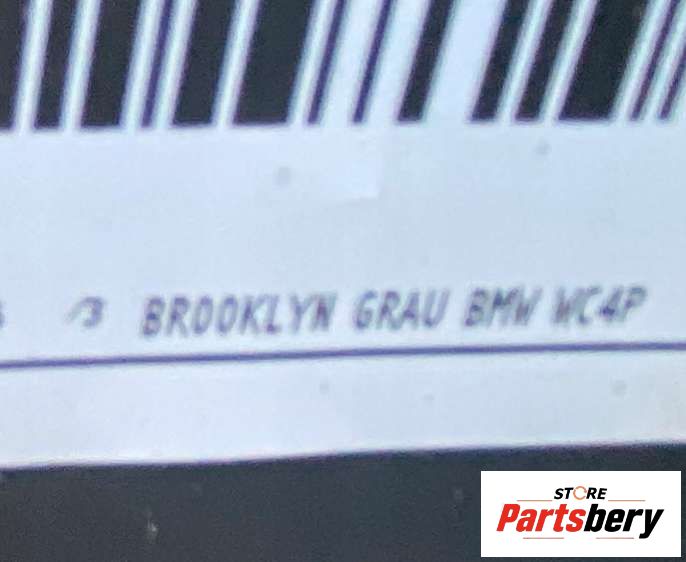 BROOKLYN GRAU BMW WC4P
STORE
Partsbery